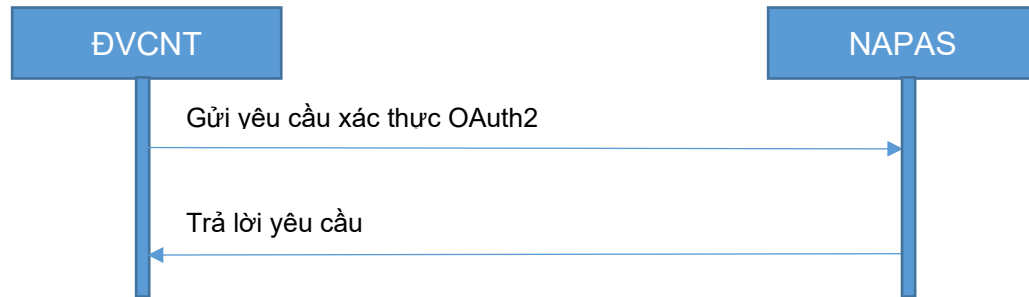 ĐVCNT
NAPAS
Gửi yêu cầu xác thực OAuth2
Trả lời yêu cầu